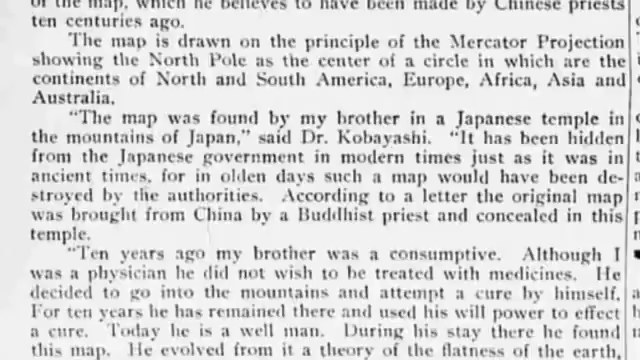 of the map, which he believes to have been made by Chinese priests
ten centuries ago.
The map is drawn on the principle of the Mercator Projection
showing the North Pole as the center of a circle in which are the
continents of North and South America, Europe, Africa, Asia and
Australia.
"The map was found by my brother in a Japanese temple in
the mountains of Japan," said Dr. Kobayashi. "It has been hidden
from the Japanese government in modern times just as it was in
ancient times, for in olden days such a map would have been de-
stroyed by the authorities. According to a letter the original map
was brought from China by a Buddhist priest and concealed in this
temple.
"Ten years ago my brother was a consumptive. Although I
was a physician he did not wish to be treated with medicines. He
decided to go into the mountains and attempt a cure by himself.
For ten years he has remained there and used his will power to effect
a cure. Today he is a well man. During his stay there he found
this map. He evolved from it a theory of the flatness of the earth,